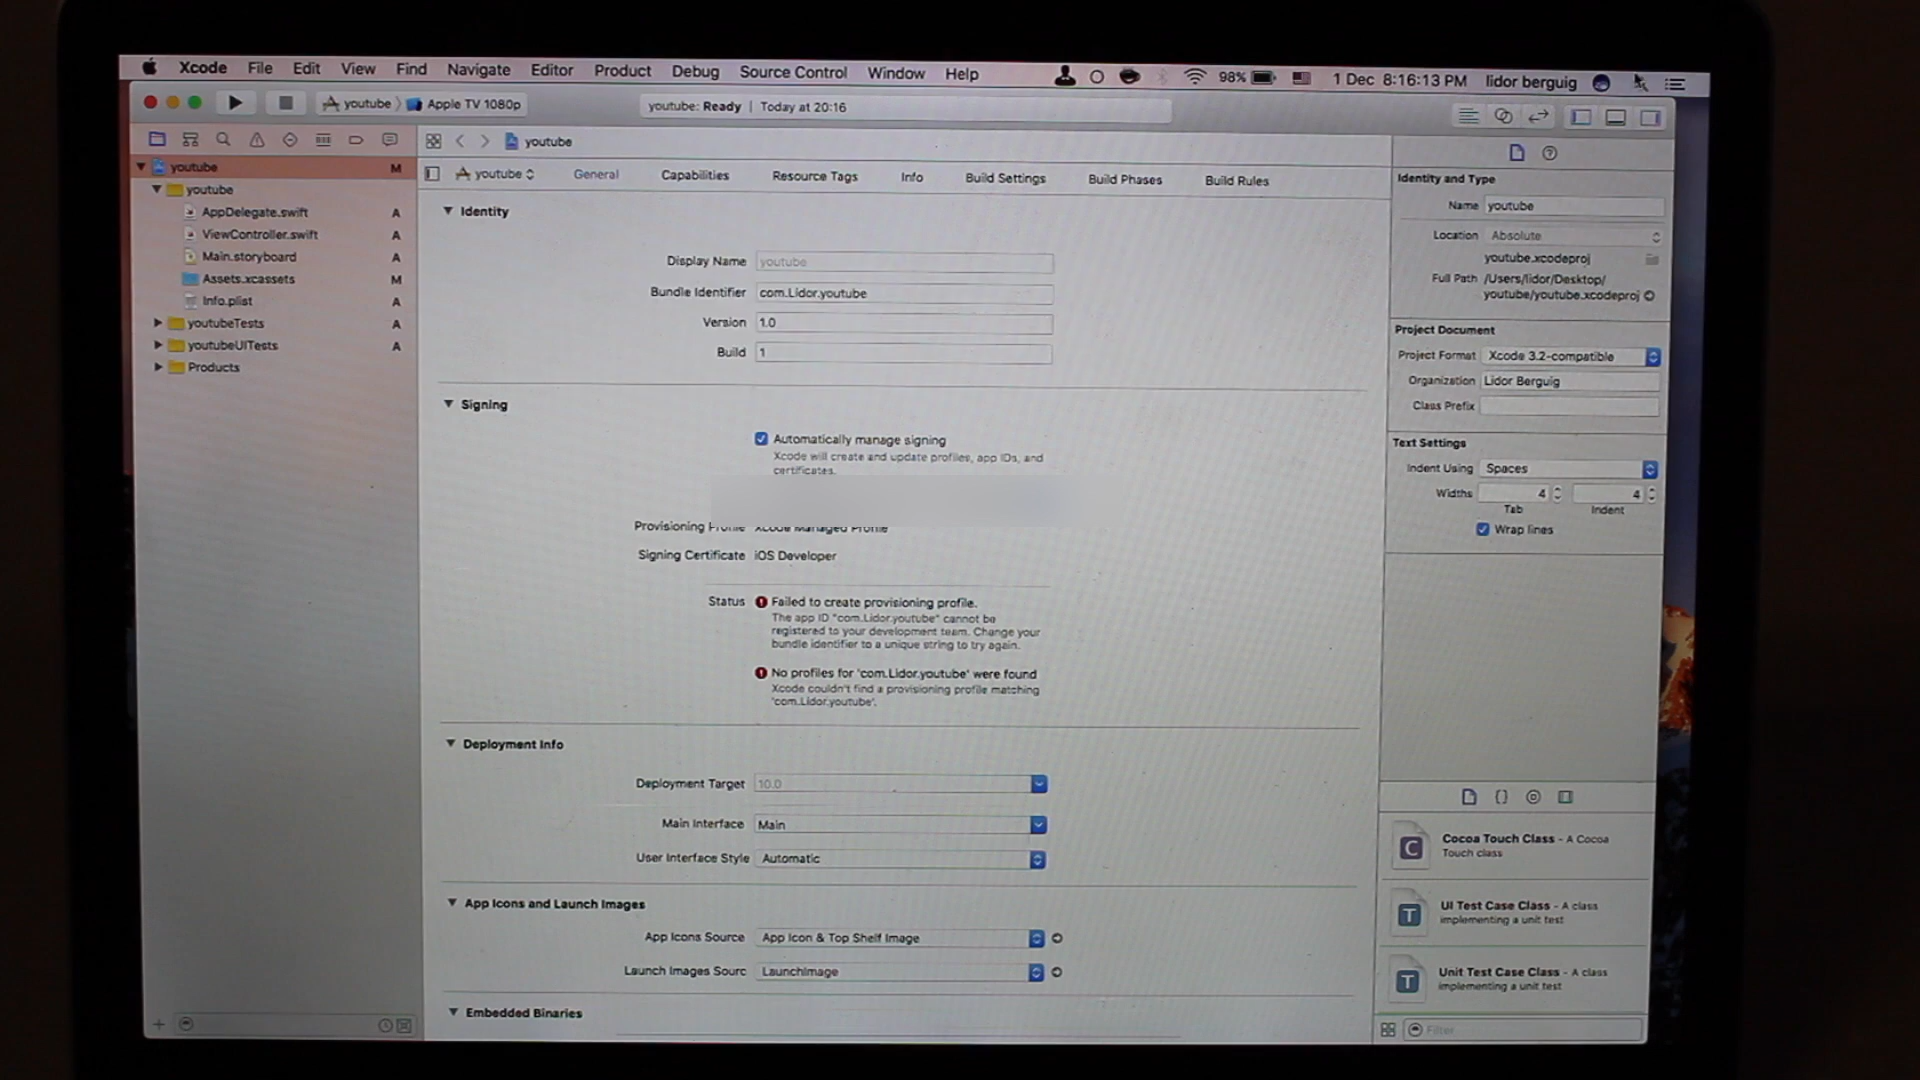 Xcode File Edit View Find Navigate Editor Product Debug Source Control Window Help 98% 1 Dec 8:16:13 PM lidor berguig
youtube Apple TV 1080p youtube: Ready | Today at 20:16
youtube
youtube M
youtube
AppDelegate.swift A
ViewController.swift A
Main.storyboard A
Assets.xcassets M
Info.plist A
youtubeTests A
youtubeUITests A
Products
youtube General Capabilities Resource Tags Info Build Settings Build Phases Build Rules
Identity
Display Name youtube
Bundle Identifier com.Lidor.youtube
Version 1.0
Build 1
Signing
Automatically manage signing
Xcode will create and update profiles, app IDs, and
certificates.
Provisioning Profile Xcode Managed Profile
Signing Certificate iOS Developer
Status Failed to create provisioning profile.
The app ID "com.Lidor.youtube" cannot be
registered to your development team. Change your
bundle identifier to a unique string to try again.
No profiles for 'com.Lidor.youtube' were found
Xcode couldn't find a provisioning profile matching
'com.Lidor.youtube'.
Deployment Info
Deployment Target 10.0
Main Interface Main
User Interface Style Automatic
App Icons and Launch Images
App Icons Source App Icon & Top Shelf Image
Launch Images Sourc LaunchImage
Embedded Binaries
Identity and Type
Name youtube
Location Absolute
youtube.xcodeproj
Full Path /Users/lidor/Desktop/
youtube/youtube.xcodeproj
Project Document
Project Format Xcode 3.2-compatible
Organization Lidor Berguig
Class Prefix
Text Settings
Indent Using Spaces
Widths 4 4
Tab Indent
Wrap lines
{}
C
Cocoa Touch Class - A Cocoa
Touch class
T
UI Test Case Class - A class
implementing a unit test
T
Unit Test Case Class - A class
implementing a unit test
Filter